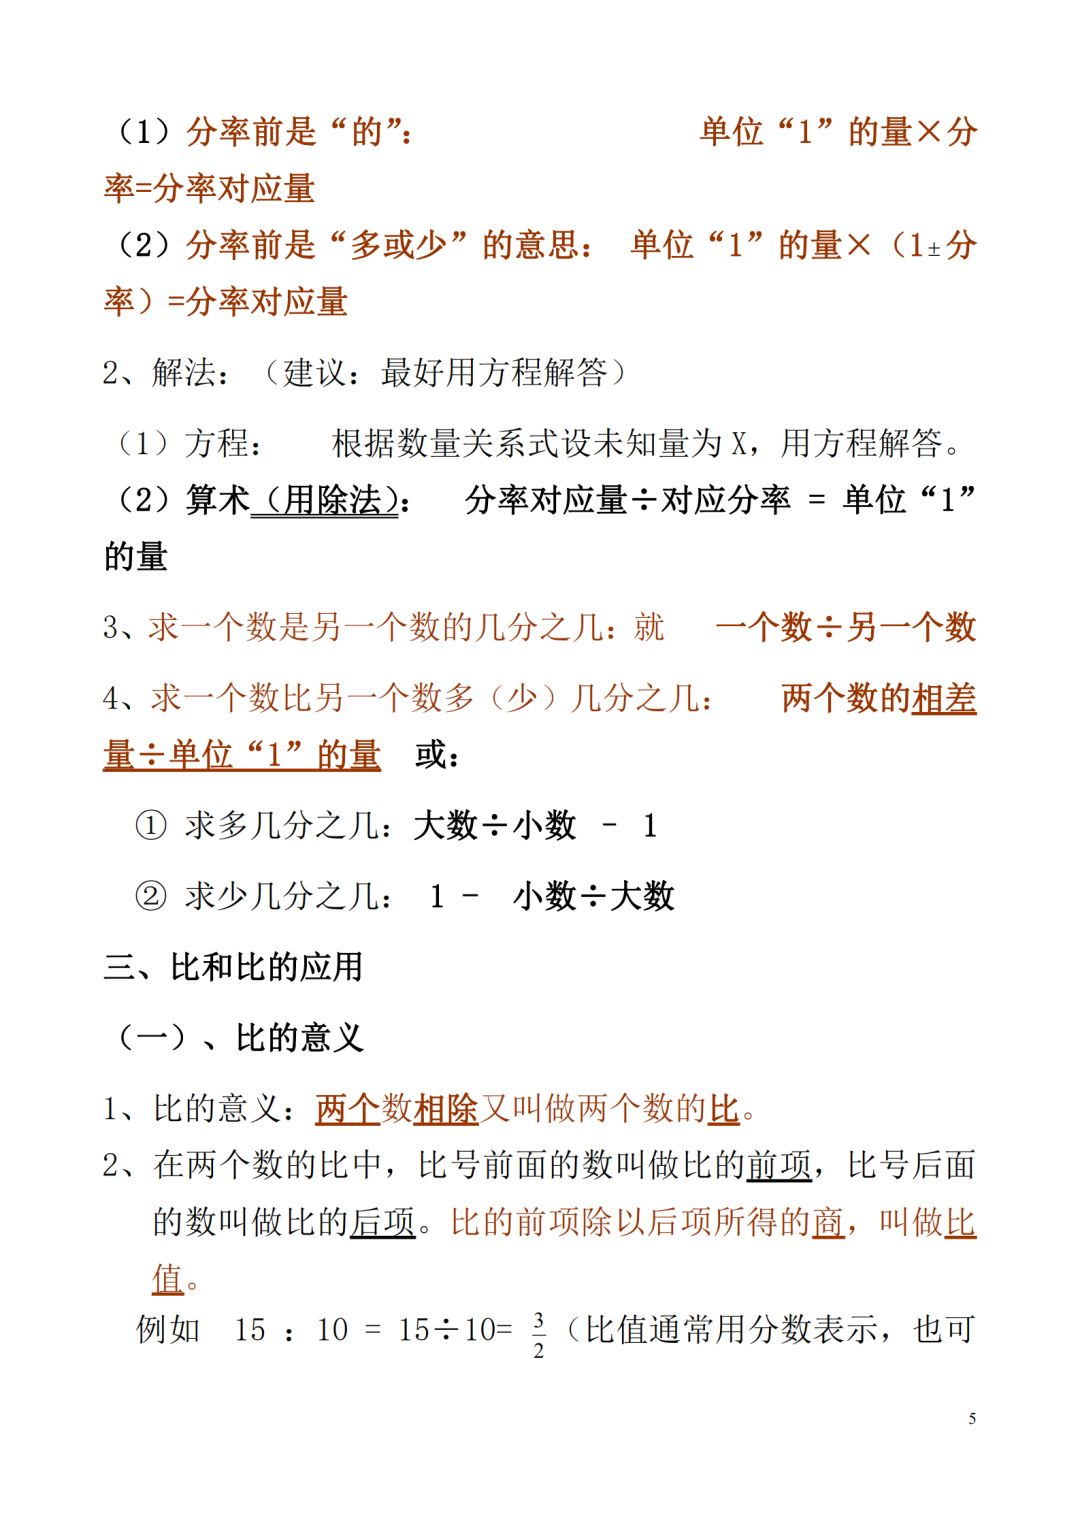 （1）分率前是“的”： 单位“1”的量×分
率=分率对应量
（2）分率前是“多或少”的意思： 单位“1”的量×（1±分
率）=分率对应量
2、解法：（建议：最好用方程解答）
（1）方程： 根据数量关系式设未知量为 X，用方程解答。
（2）算术（用除法）： 分率对应量÷对应分率 = 单位“1”
的量
3、求一个数是另一个数的几分之几：就 一个数÷另一个数
4、求一个数比另一个数多（少）几分之几： 两个数的相差
量÷单位“1”的量 或：
① 求多几分之几：大数÷小数 – 1
② 求少几分之几： 1 - 小数÷大数
三、比和比的应用
（一）、比的意义
1、比的意义：两个数相除又叫做两个数的比。
2、在两个数的比中，比号前面的数叫做比的前项，比号后面
的数叫做比的后项。比的前项除以后项所得的商，叫做比
值。
例如 15 ：10 = 15÷10= 3/2（比值通常用分数表示，也可
5